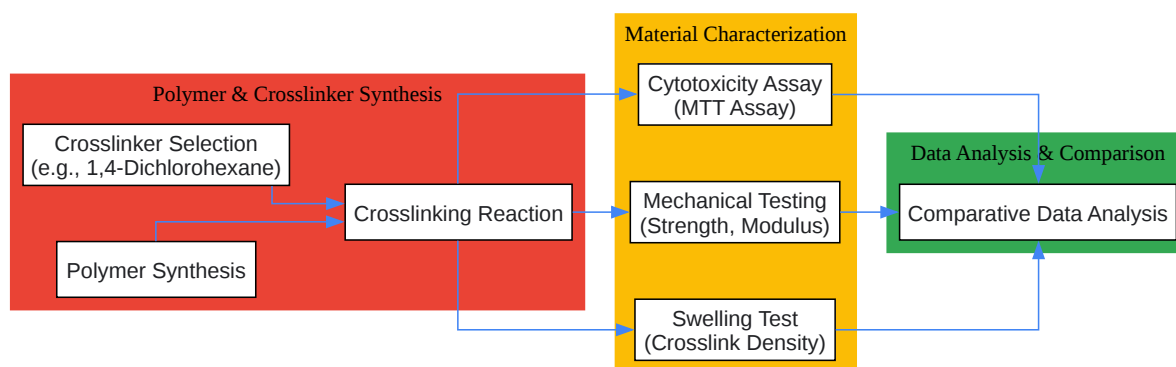 Polymer & Crosslinker Synthesis
Crosslinker Selection
(e.g., 1,4-Dichlorohexane)
Polymer Synthesis
Crosslinking Reaction
Material Characterization
Cytotoxicity Assay
(MTT Assay)
Mechanical Testing
(Strength, Modulus)
Swelling Test
(Crosslink Density)
Data Analysis & Comparison
Comparative Data Analysis